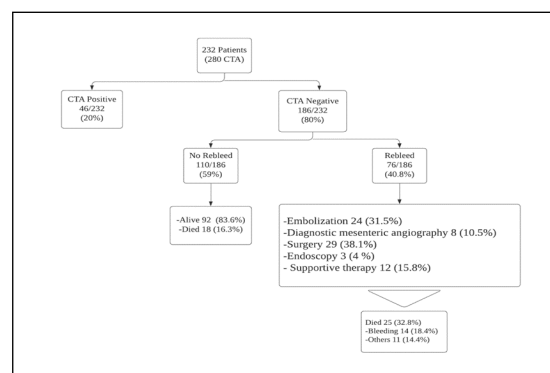 232 Patients
(280 CTA)
CTA Positive
46/232
(20%)
CTA Negative
186/232
(80%)
No Rebleed
110/186
(59%)
Rebleed
76/186
(40.8%)
-Alive 92 (83.6%)
-Died 18 (16.3%)
-Embolization 24 (31.5%)
-Diagnostic mesenteric angiography 8 (10.5%)
-Surgery 29 (38.1%)
-Endoscopy 3 (4 %)
- Supportive therapy 12 (15.8%)
Died 25 (32.8%)
-Bleeding 14 (18.4%)
-Others 11 (14.4%)